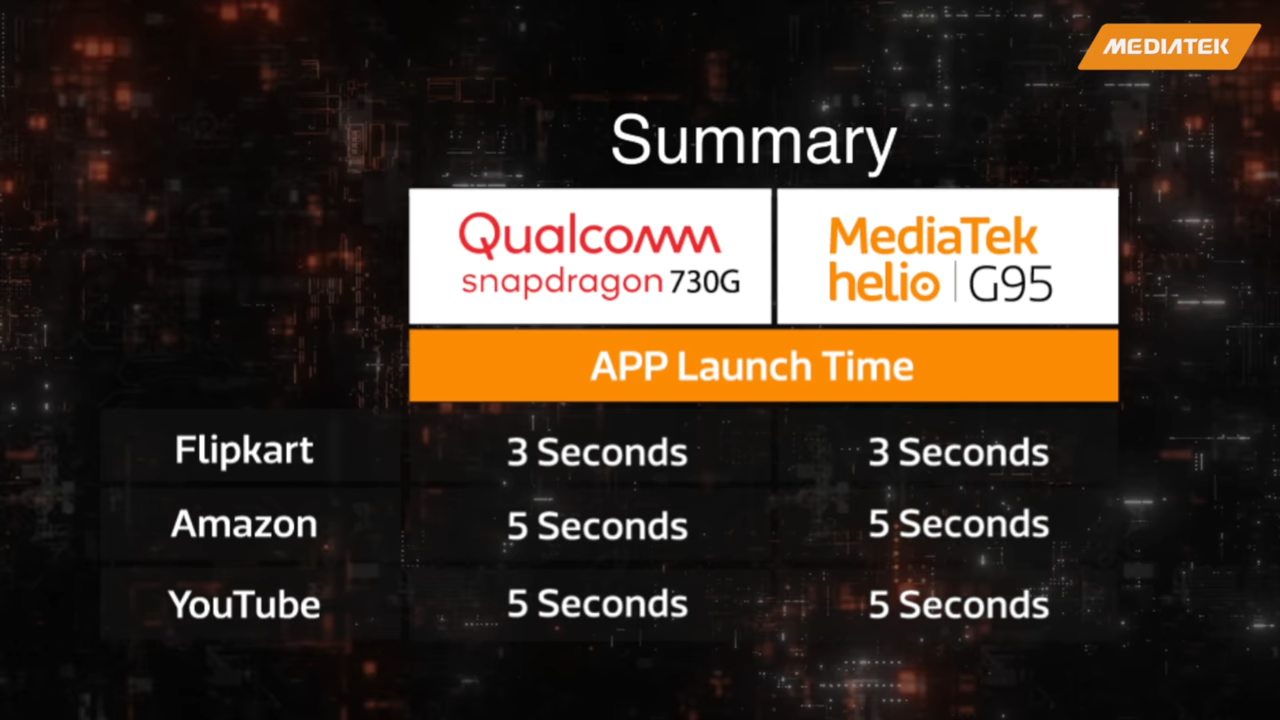 MEDIATEK
Summary
Qualcomm
snapdragon 730G
MediaTek
helio G95
APP Launch Time
Flipkart 3 Seconds 3 Seconds
Amazon 5 Seconds 5 Seconds
YouTube 5 Seconds 5 Seconds